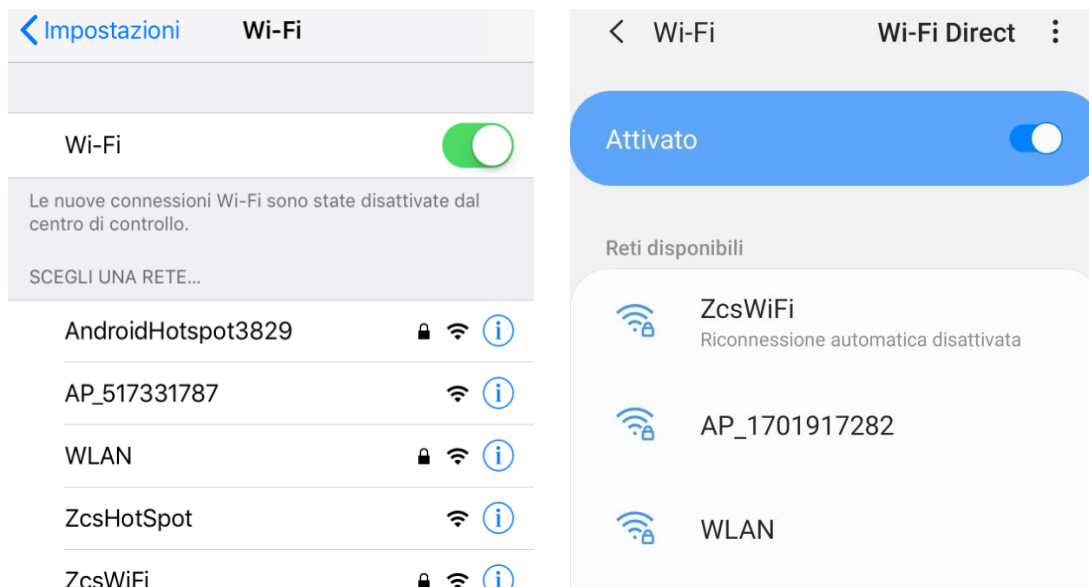 Impostazioni Wi-Fi
Wi-Fi
Le nuove connessioni Wi-Fi sono state disattivate dal
centro di controllo.
SCEGLI UNA RETE...
AndroidHotspot3829
AP_517331787
WLAN
ZcsHotSpot
ZcsWiFi
Wi-Fi Wi-Fi Direct
Attivato
Reti disponibili
ZcsWiFi
Riconnessione automatica disattivata
AP_1701917282
WLAN